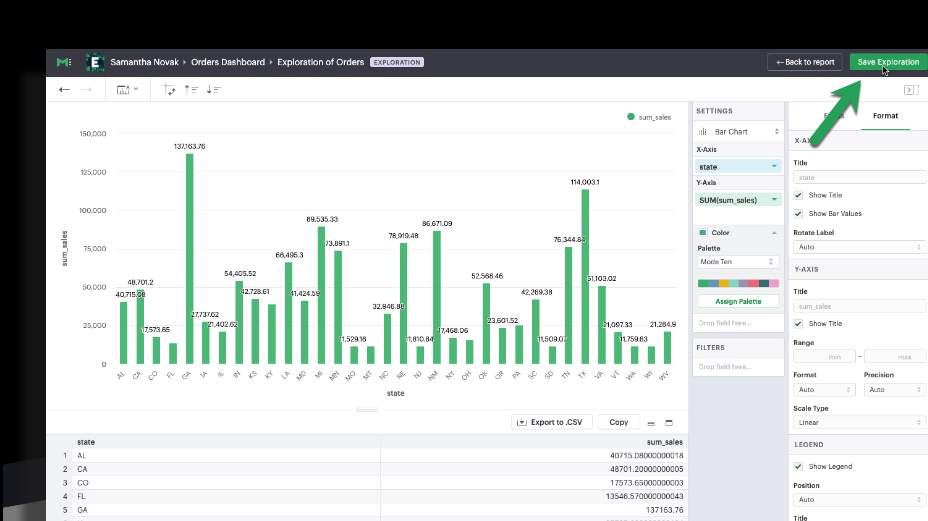 Samantha Novak › Orders Dashboard › Exploration of Orders EXPLORATION
← Back to report
Save Exploration
sum_sales
150,000
125,000
100,000
75,000
50,000
25,000
0
sum_sales
40,715.08
48,701.2
17,573.65
137,163.76
27,737.62
21,402.62
54,405.52
42,728.61
66,495.3
41,424.59
89,535.33
73,891.1
11,529.16
32,946.88
78,919.48
11,810.84
86,671.09
17,468.06
52,568.46
23,601.52
42,269.38
11,509.07
76,344.84
114,003.1
51,103.02
21,097.33
11,759.63
21,284.9
AL CA CO FL GA IA IL IN KS KY LA MD MI MN MO MT NC NE NJ NM NY OH OK OR PA SC SD TN TX VA VT WA WI WV
state
Export to .CSV
Copy
state sum_sales
1 AL 40715.08000000018
2 CA 48701.20000000005
3 CO 17573.65000000003
4 FL 13546.570000000043
5 GA 137163.76
SETTINGS
Bar Chart
X-Axis
state
Y-Axis
SUM(sum_sales)
Color
Palette
Mode Ten
Assign Palette
Drop field here...
FILTERS
Drop field here...
Format
X-AX
Title
state
Show Title
Show Bar Values
Rotate Label
Auto
Y-AXIS
Title
sum_sales
Show Title
Range
min – max
Format Precision
Auto Auto
Scale Type
Linear
LEGEND
Show Legend
Position
Auto
Title